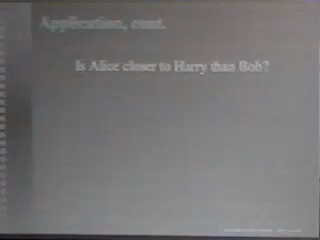 Application, cont.
Is Alice closer to Harry than Bob?